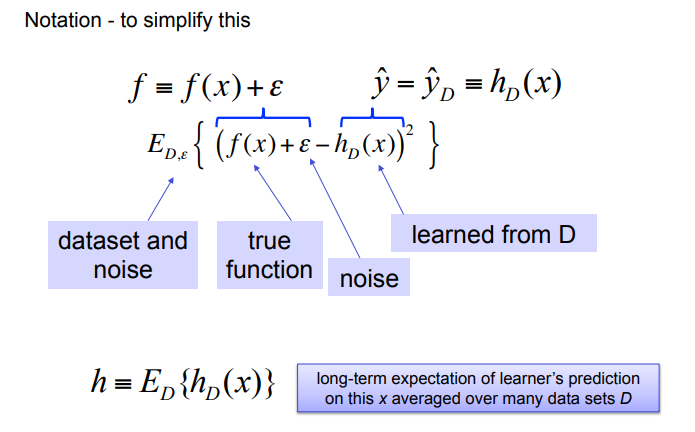 Notation - to simplify this
f ≡ f(x)+ε
ŷ = ŷ_D ≡ h_D(x)
E_{D,ε} { (f(x)+ε − h_D(x))² }
dataset and
noise
true
function
noise
learned from D
h ≡ E_D{h_D(x)}
long-term expectation of learner's prediction
on this x averaged over many data sets D